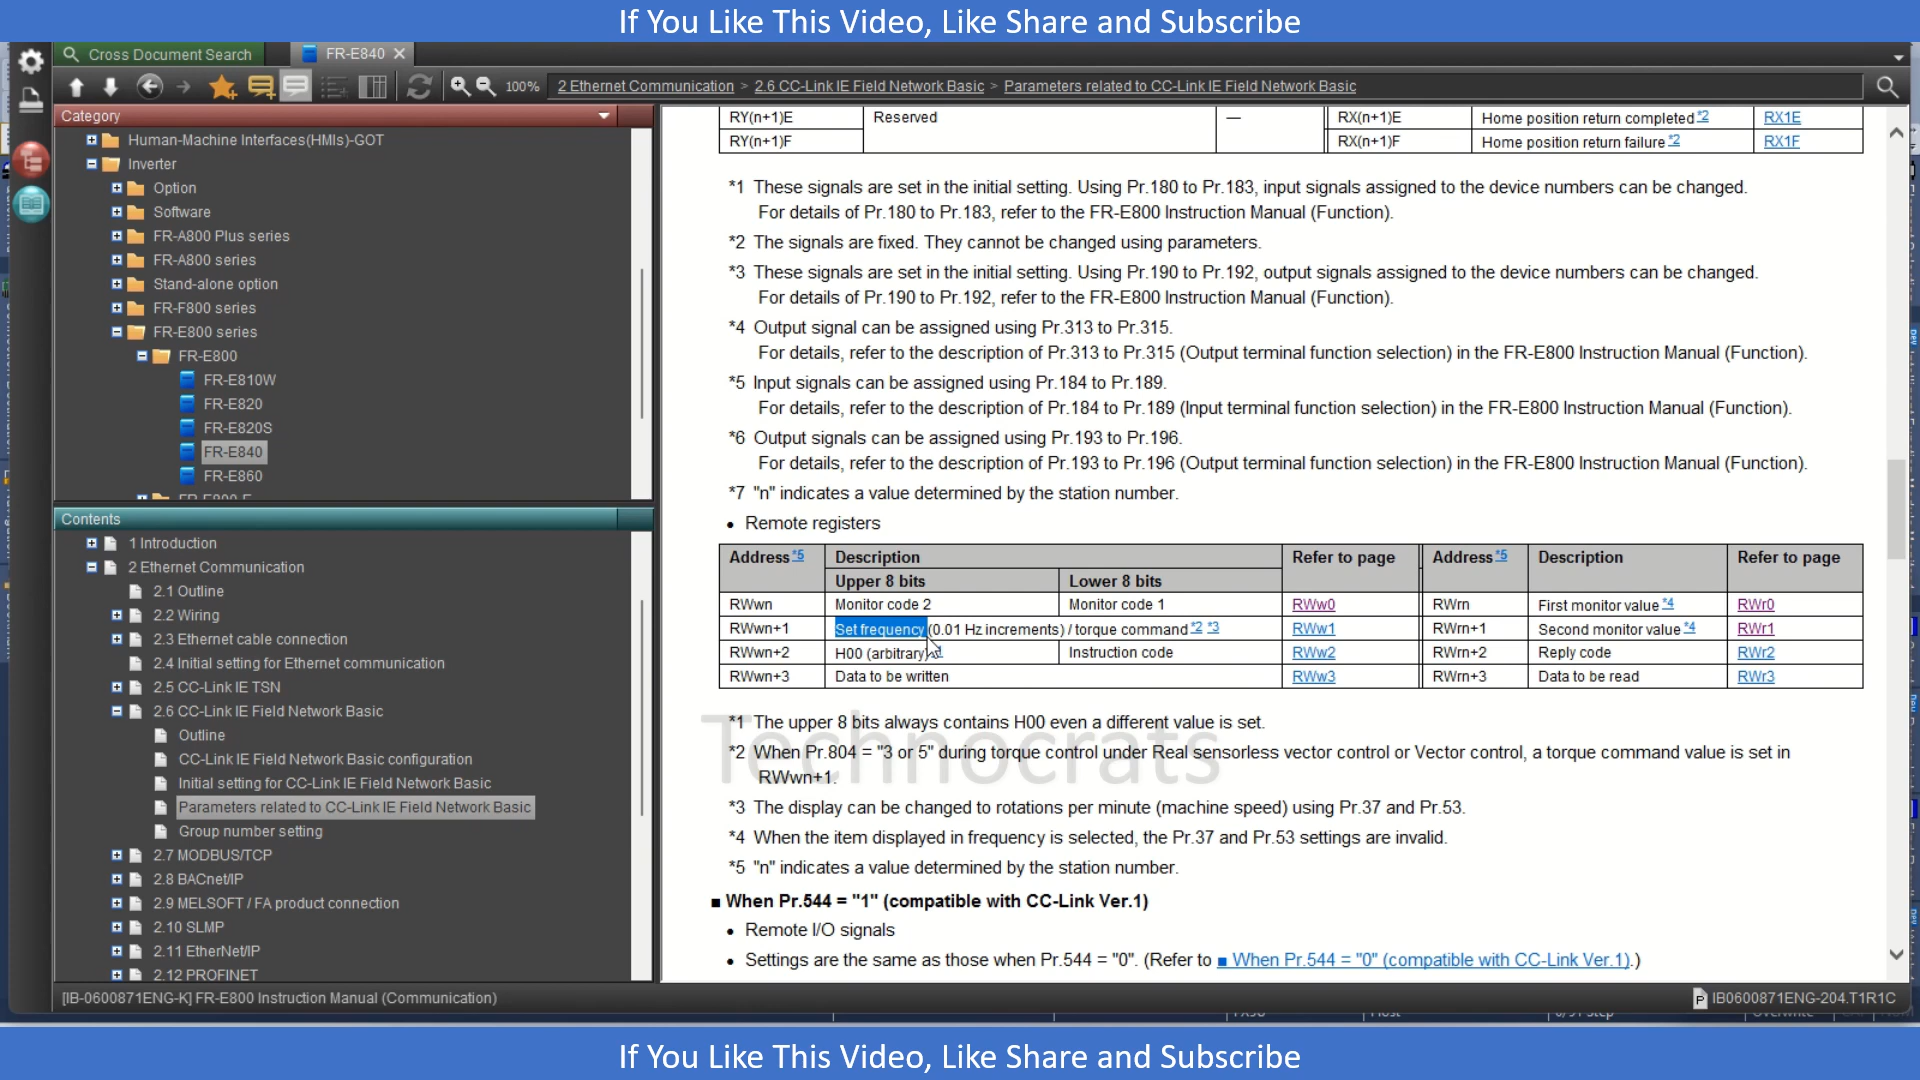 If You Like This Video, Like Share and Subscribe
Cross Document Search
FR-E840
100%
2 Ethernet Communication > 2.6 CC-Link IE Field Network Basic > Parameters related to CC-Link IE Field Network Basic
Category
Human-Machine Interfaces(HMIs)-GOT
Inverter
Option
Software
FR-A800 Plus series
FR-A800 series
Stand-alone option
FR-F800 series
FR-E800 series
FR-E800
FR-E810W
FR-E820
FR-E820S
FR-E840
FR-E860
Contents
1 Introduction
2 Ethernet Communication
2.1 Outline
2.2 Wiring
2.3 Ethernet cable connection
2.4 Initial setting for Ethernet communication
2.5 CC-Link IE TSN
2.6 CC-Link IE Field Network Basic
Outline
CC-Link IE Field Network Basic configuration
Initial setting for CC-Link IE Field Network Basic
Parameters related to CC-Link IE Field Network Basic
Group number setting
2.7 MODBUS/TCP
2.8 BACnet/IP
2.9 MELSOFT / FA product connection
2.10 SLMP
2.11 EtherNet/IP
2.12 PROFINET
RY(n+1)E Reserved — RX(n+1)E Home position return completed*2 RX1E
RY(n+1)F RX(n+1)F Home position return failure *2 RX1F
*1 These signals are set in the initial setting. Using Pr.180 to Pr.183, input signals assigned to the device numbers can be changed.
For details of Pr.180 to Pr.183, refer to the FR-E800 Instruction Manual (Function).
*2 The signals are fixed. They cannot be changed using parameters.
*3 These signals are set in the initial setting. Using Pr.190 to Pr.192, output signals assigned to the device numbers can be changed.
For details of Pr.190 to Pr.192, refer to the FR-E800 Instruction Manual (Function).
*4 Output signal can be assigned using Pr.313 to Pr.315.
For details, refer to the description of Pr.313 to Pr.315 (Output terminal function selection) in the FR-E800 Instruction Manual (Function).
*5 Input signals can be assigned using Pr.184 to Pr.189.
For details, refer to the description of Pr.184 to Pr.189 (Input terminal function selection) in the FR-E800 Instruction Manual (Function).
*6 Output signals can be assigned using Pr.193 to Pr.196.
For details, refer to the description of Pr.193 to Pr.196 (Output terminal function selection) in the FR-E800 Instruction Manual (Function).
*7 "n" indicates a value determined by the station number.
• Remote registers
Address*5 Description Refer to page Address*5 Description Refer to page
Upper 8 bits Lower 8 bits
RWwn Monitor code 2 Monitor code 1 RWw0 RWrn First monitor value *4 RWr0
RWwn+1 Set frequency (0.01 Hz increments) / torque command *2 *3 RWw1 RWrn+1 Second monitor value *4 RWr1
RWwn+2 H00 (arbitrary) Instruction code RWw2 RWrn+2 Reply code RWr2
RWwn+3 Data to be written RWw3 RWrn+3 Data to be read RWr3
*1 The upper 8 bits always contains H00 even a different value is set.
*2 When Pr.804 = "3 or 5" during torque control under Real sensorless vector control or Vector control, a torque command value is set in
RWwn+1.
Technocrats
*3 The display can be changed to rotations per minute (machine speed) using Pr.37 and Pr.53.
*4 When the item displayed in frequency is selected, the Pr.37 and Pr.53 settings are invalid.
*5 "n" indicates a value determined by the station number.
■ When Pr.544 = "1" (compatible with CC-Link Ver.1)
• Remote I/O signals
• Settings are the same as those when Pr.544 = "0". (Refer to ■ When Pr.544 = "0" (compatible with CC-Link Ver.1).)
[IB-0600871ENG-K] FR-E800 Instruction Manual (Communication)
IB0600871ENG-204.T1R1C
If You Like This Video, Like Share and Subscribe